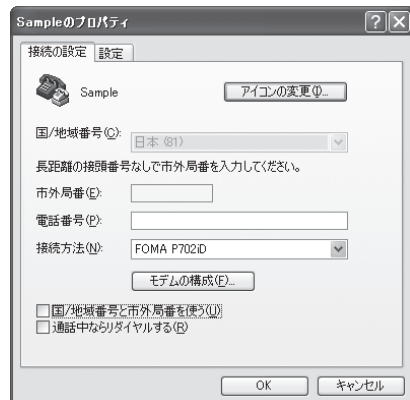 Sampleのプロパティ
接続の設定 設定
Sample
アイコンの変更(I)...
国/地域番号(C):
日本 (81)
長距離の接頭番号なしで市外局番を入力してください。
市外局番(E):
電話番号(P):
接続方法(N):
FOMA P702iD
モデムの構成(F)...
国/地域番号と市外局番を使う(U)
通話中ならリダイヤルする(R)
OK キャンセル